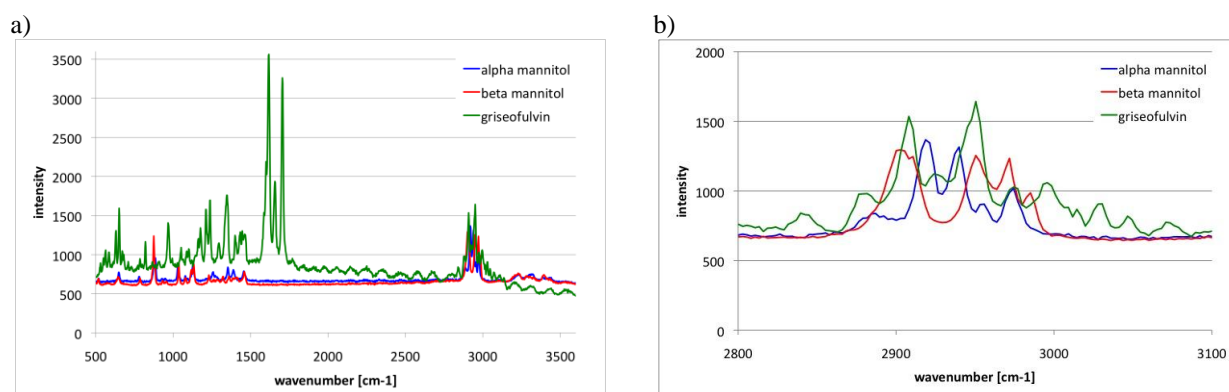 a)
3500
3000
2500
2000
1500
1000
500
0
intensity
alpha mannitol
beta mannitol
griseofulvin
500 1000 1500 2000 2500 3000 3500
wavenumber [cm-1]
b)
2000
1500
1000
500
0
intensity
alpha mannitol
beta mannitol
griseofulvin
2800 2900 3000 3100
wavenumber [cm-1]